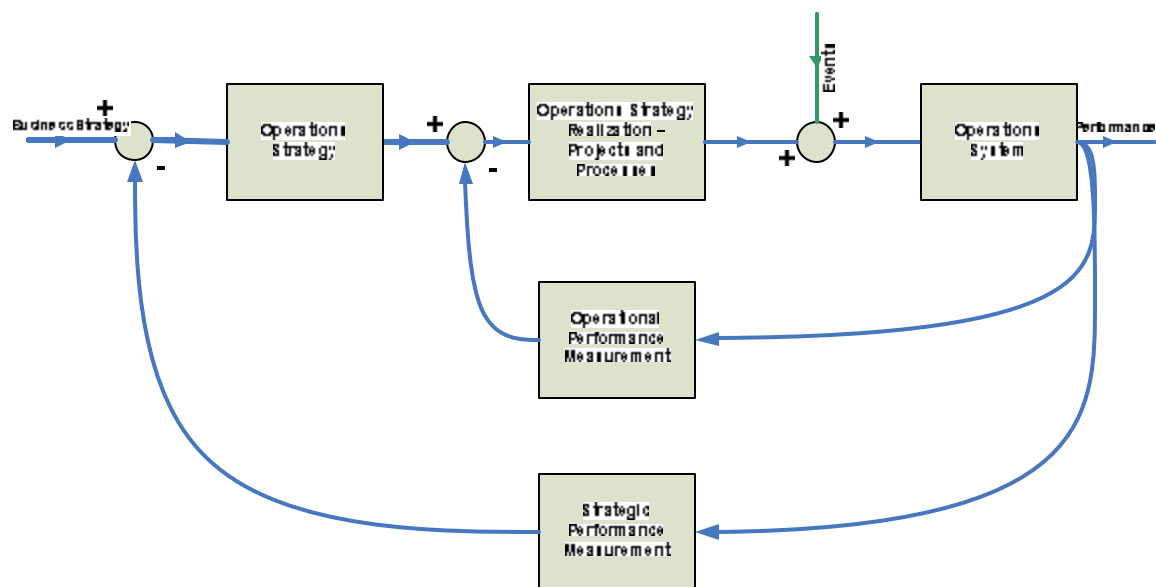 Events
+
Business Strategy
Operations
Strategy
+
Operations Strategy
Realization –
Projects and
Processes
+
+
Operations
System
Performance
-
-
Operational
Performance
Measurement
Strategic
Performance
Measurement